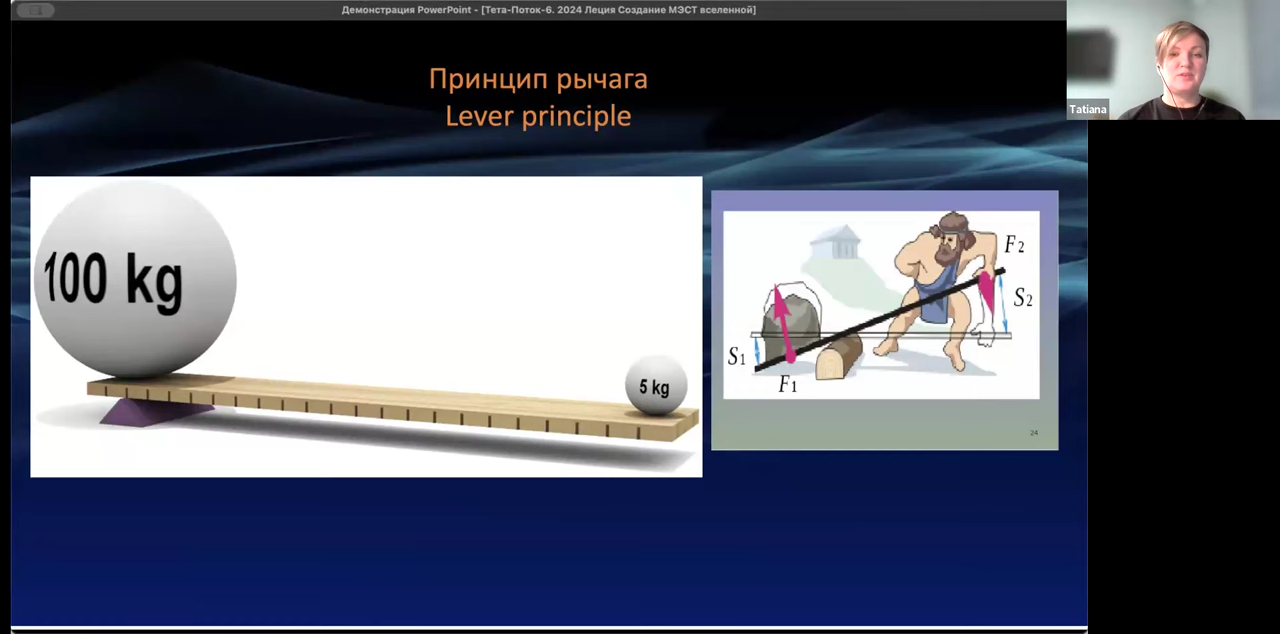 Демонстрация PowerPoint - [Тета-Поток-6. 2024 Леция Создание МЭСТ вселенной]
Tatiana
Принцип рычага
Lever principle
100 kg
5 kg
F2
S2
S1
F1
24